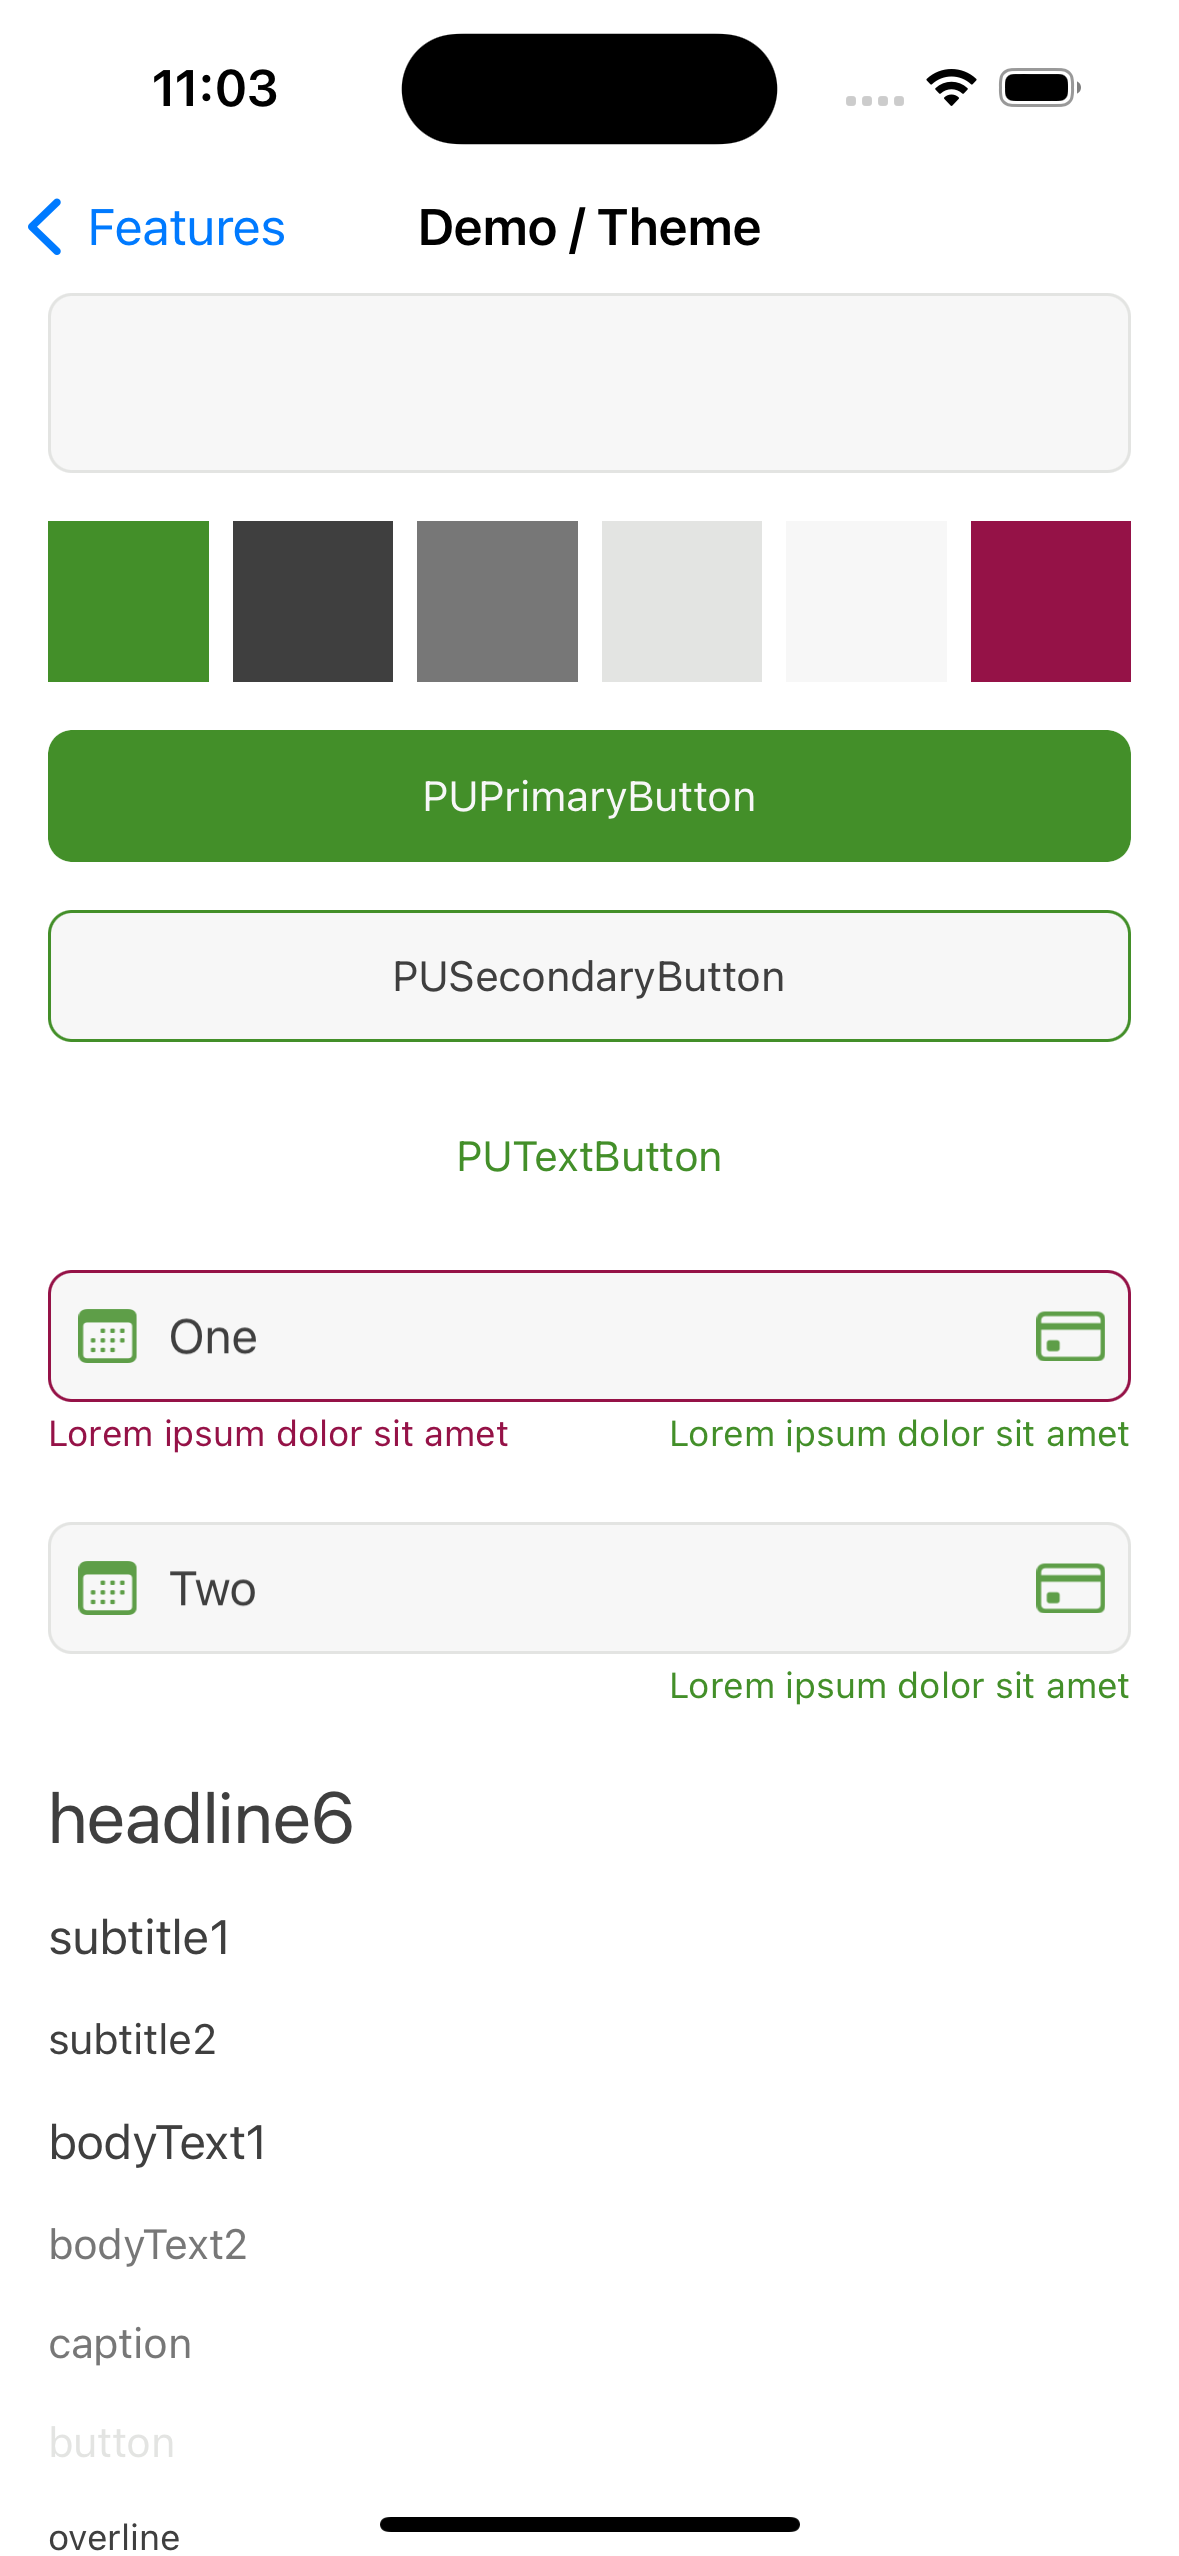 11:03
Features
Demo / Theme
PUPrimaryButton
PUSecondaryButton
PUTextButton
One
Lorem ipsum dolor sit amet
Lorem ipsum dolor sit amet
Two
Lorem ipsum dolor sit amet
headline6
subtitle1
subtitle2
bodyText1
bodyText2
caption
button
overline